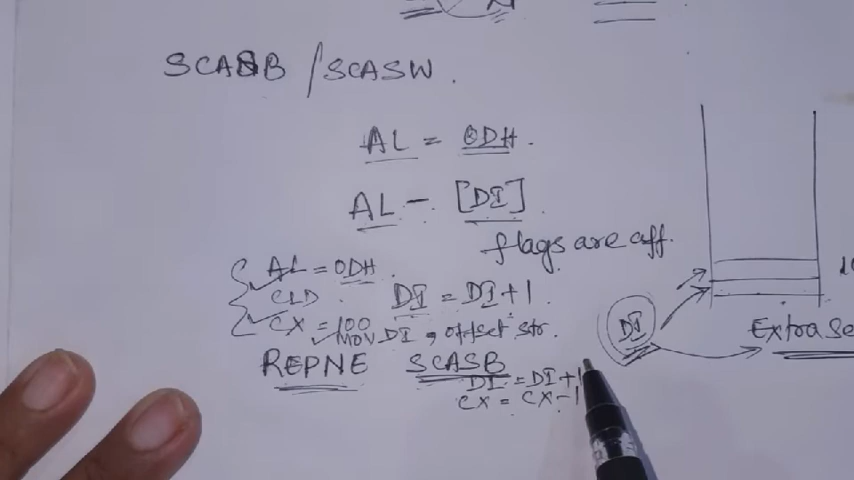 SCASB / SCASW.
AL = 0DH.
AL - [DI]
flags are aff.
AL = 0DH.
CLD.
DI = DI+1.
CX = 100
MOV DI, offset str.
REPNE SCASB
DI = DI+1
CX = CX-1
DI
Extra Se